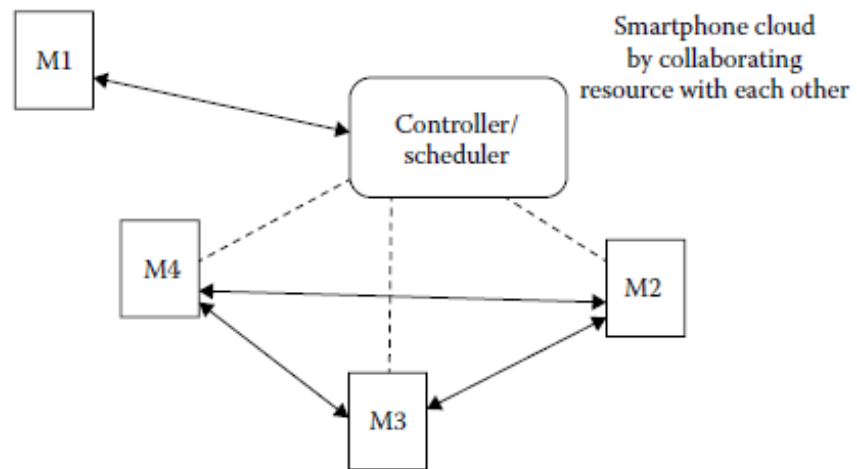 Smartphone cloud
by collaborating
resource with each other
M1
Controller/
scheduler
M4
M2
M3